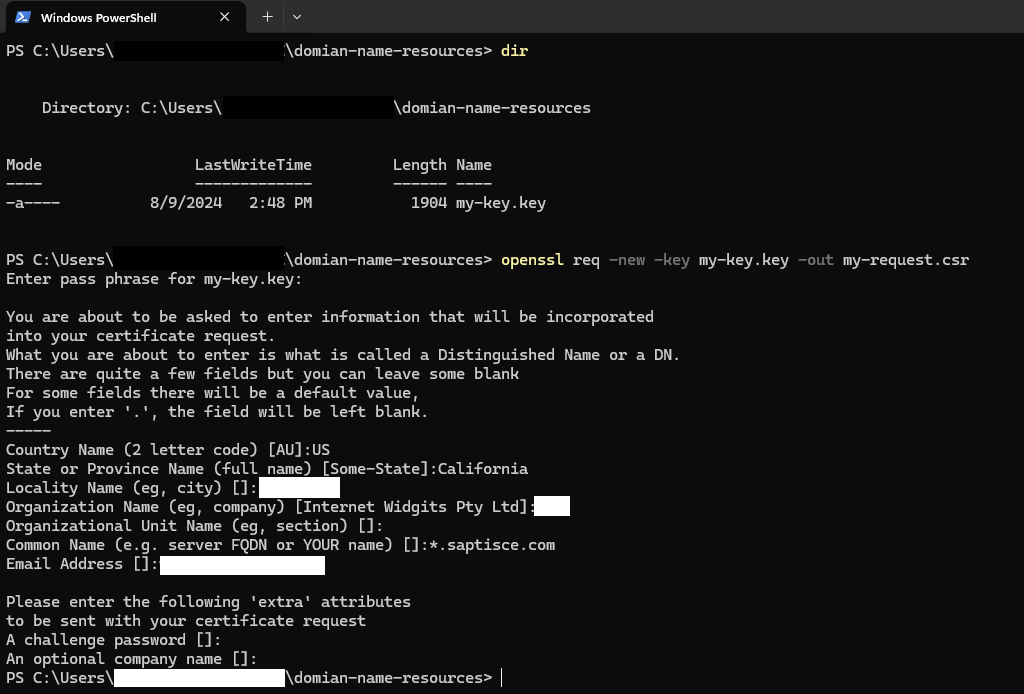 Windows PowerShell
PS C:\Users\ \domian-name-resources> dir
Directory: C:\Users\ \domian-name-resources
Mode LastWriteTime Length Name
---- ------------- ------ ----
-a---- 8/9/2024 2:48 PM 1904 my-key.key
PS C:\Users\ \domian-name-resources> openssl req -new -key my-key.key -out my-request.csr
Enter pass phrase for my-key.key:
You are about to be asked to enter information that will be incorporated
into your certificate request.
What you are about to enter is what is called a Distinguished Name or a DN.
There are quite a few fields but you can leave some blank
For some fields there will be a default value,
If you enter '.', the field will be left blank.
-----
Country Name (2 letter code) [AU]:US
State or Province Name (full name) [Some-State]:California
Locality Name (eg, city) []:
Organization Name (eg, company) [Internet Widgits Pty Ltd]:
Organizational Unit Name (eg, section) []:
Common Name (e.g. server FQDN or YOUR name) []:*.saptisce.com
Email Address []:
Please enter the following 'extra' attributes
to be sent with your certificate request
A challenge password []:
An optional company name []:
PS C:\Users\ \domian-name-resources>